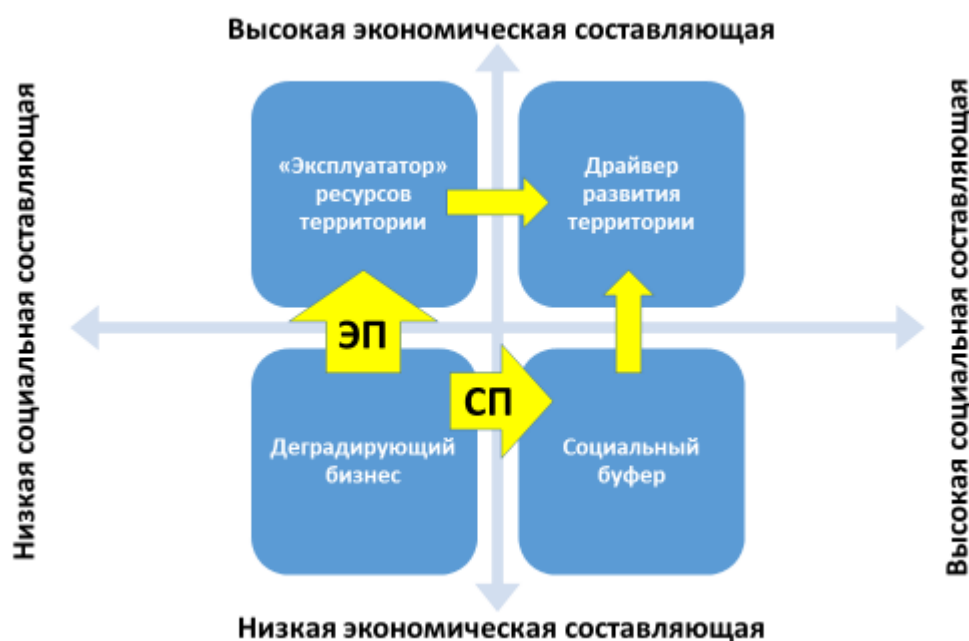 Высокая экономическая составляющая
Низкая социальная составляющая
«Эксплуататор»
ресурсов
территории
Драйвер
развития
территории
Высокая социальная составляющая
ЭП
СП
Деградирующий
бизнес
Социальный
буфер
Низкая экономическая составляющая